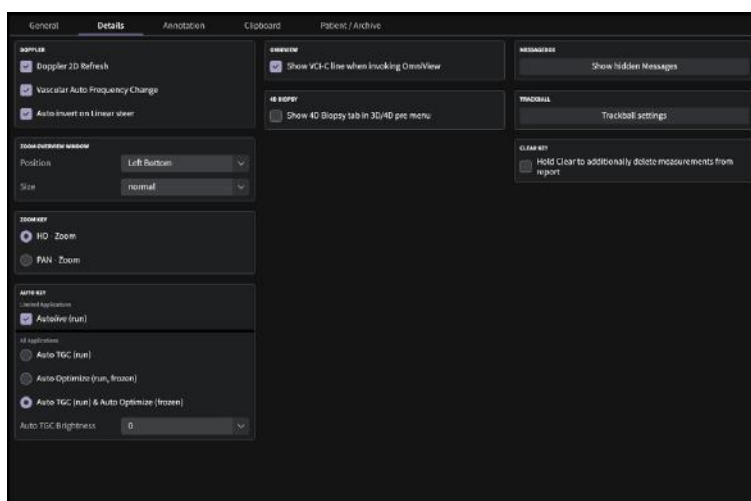 General Details Annotation Clipboard Patient / Archive
DOPPLER
Doppler 2D Refresh
Vascular Auto Frequency Change
Auto invert on Linear steer
ZOOM OVERVIEW WINDOW
Position Left Bottom
Size normal
ZOOM KEY
HD - Zoom
PAN - Zoom
AUTO KEY
Limited Applications
Autolive (run)
All Applications
Auto TGC (run)
Auto Optimize (run, frozen)
Auto TGC (run) & Auto Optimize (frozen)
Auto TGC Brightness 0
OMNIVIEW
Show VCI-C line when invoking OmniView
4D BIOPSY
Show 4D Biopsy tab in 3D/4D pre menu
MESSAGEBOX
Show hidden Messages
TRACKBALL
Trackball settings
CLEAR KEY
Hold Clear to additionally delete measurements from
report